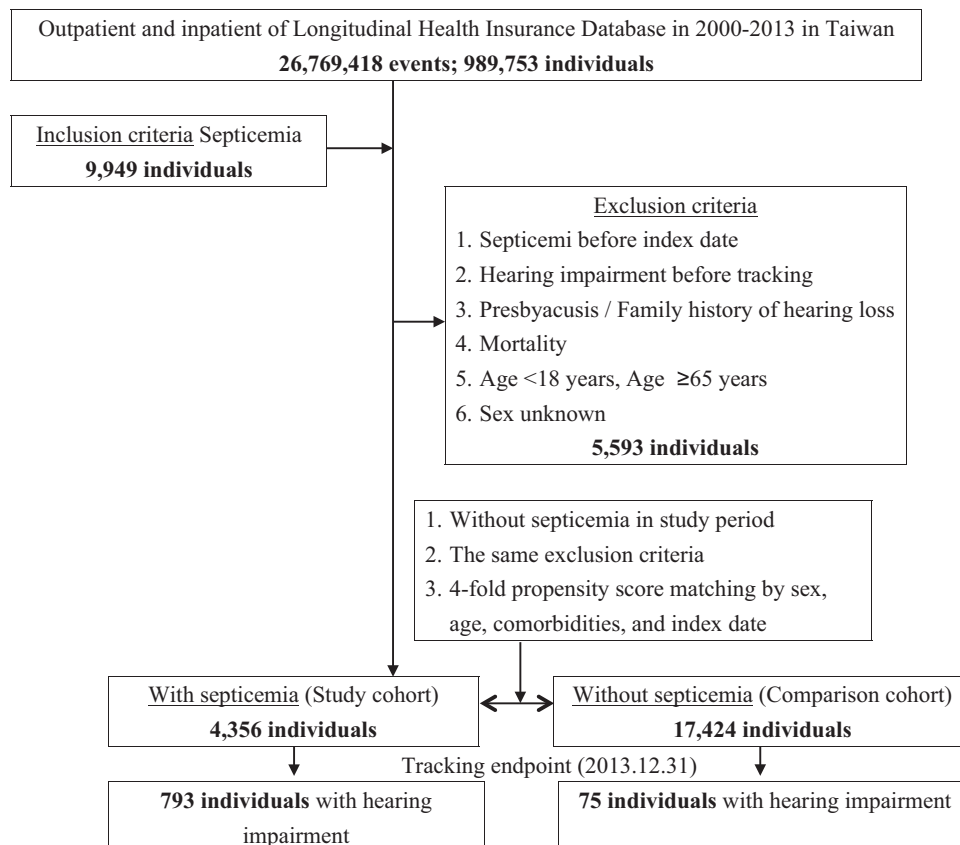 Outpatient and inpatient of Longitudinal Health Insurance Database in 2000-2013 in Taiwan
26,769,418 events; 989,753 individuals
Inclusion criteria Septicemia
9,949 individuals
Exclusion criteria
1. Septicemi before index date
2. Hearing impairment before tracking
3. Presbyacusis / Family history of hearing loss
4. Mortality
5. Age <18 years, Age ≥65 years
6. Sex unknown
5,593 individuals
1. Without septicemia in study period
2. The same exclusion criteria
3. 4-fold propensity score matching by sex,
age, comorbidities, and index date
With septicemia (Study cohort)
4,356 individuals
Without septicemia (Comparison cohort)
17,424 individuals
Tracking endpoint (2013.12.31)
793 individuals with hearing
impairment
75 individuals with hearing impairment